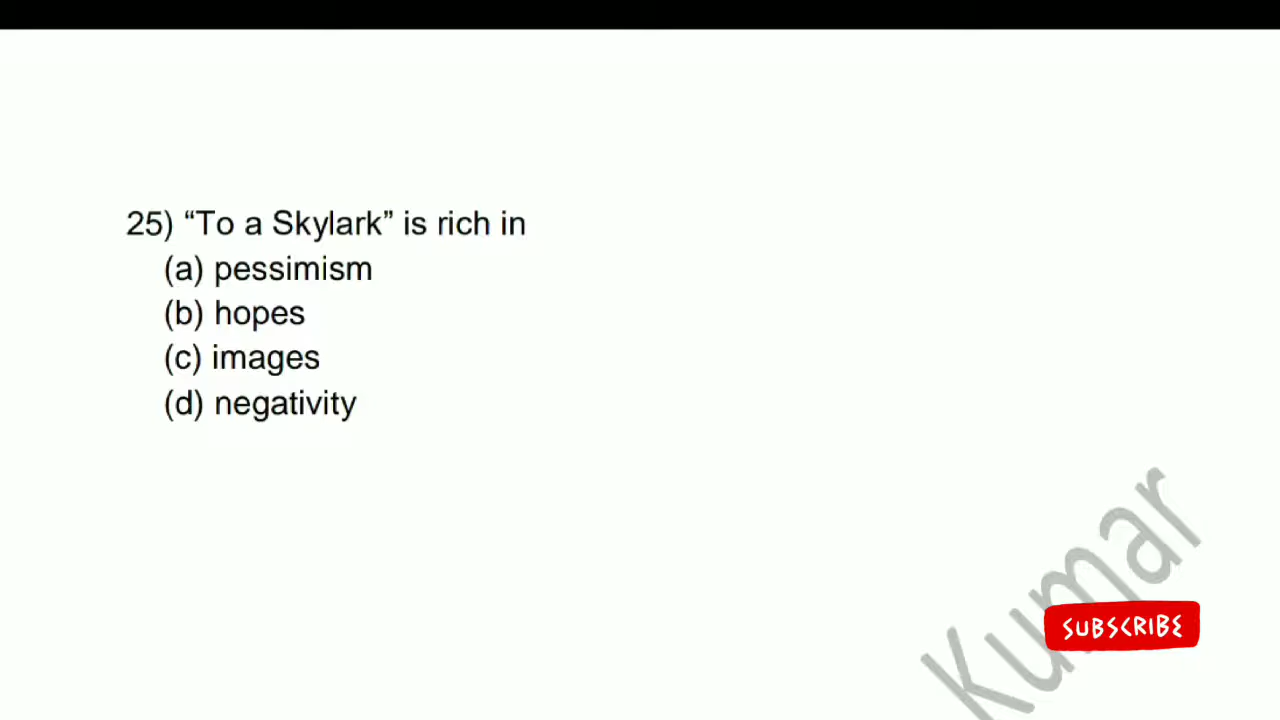 25) “To a Skylark” is rich in
(a) pessimism
(b) hopes
(c) images
(d) negativity
Kumar
SUBSCRIBE